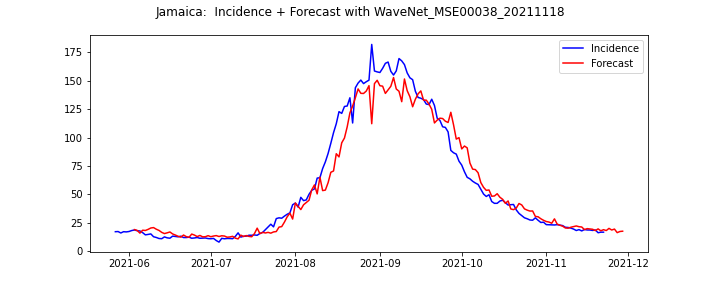 Jamaica:  Incidence + Forecast with WaveNet_MSE00038_20211118
Incidence
Forecast
175
150
125
100
75
50
25
0
2021-06 2021-07 2021-08 2021-09 2021-10 2021-11 2021-12